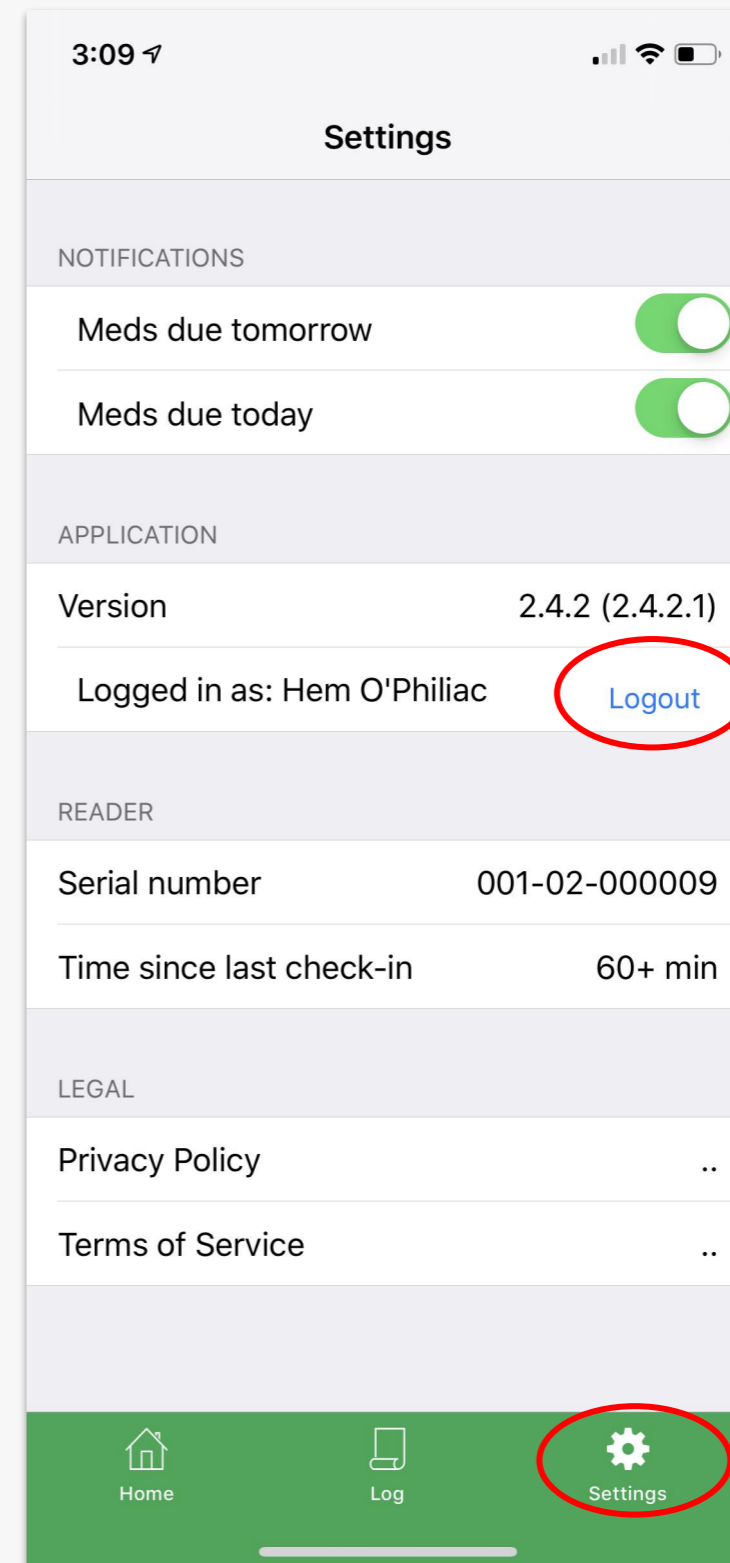 3:09
Settings
NOTIFICATIONS
Meds due tomorrow
Meds due today
APPLICATION
Version 2.4.2 (2.4.2.1)
Logged in as: Hem O'Philiac Logout
READER
Serial number 001-02-000009
Time since last check-in 60+ min
LEGAL
Privacy Policy ..
Terms of Service ..
Home Log Settings